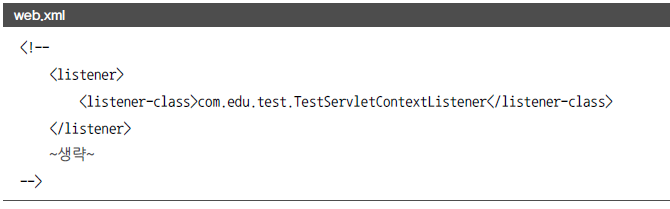 web.xml
<!--
<listener>
<listener-class>com.edu.test.TestServletContextListener</listener-class>
</listener>
~생략~
-->